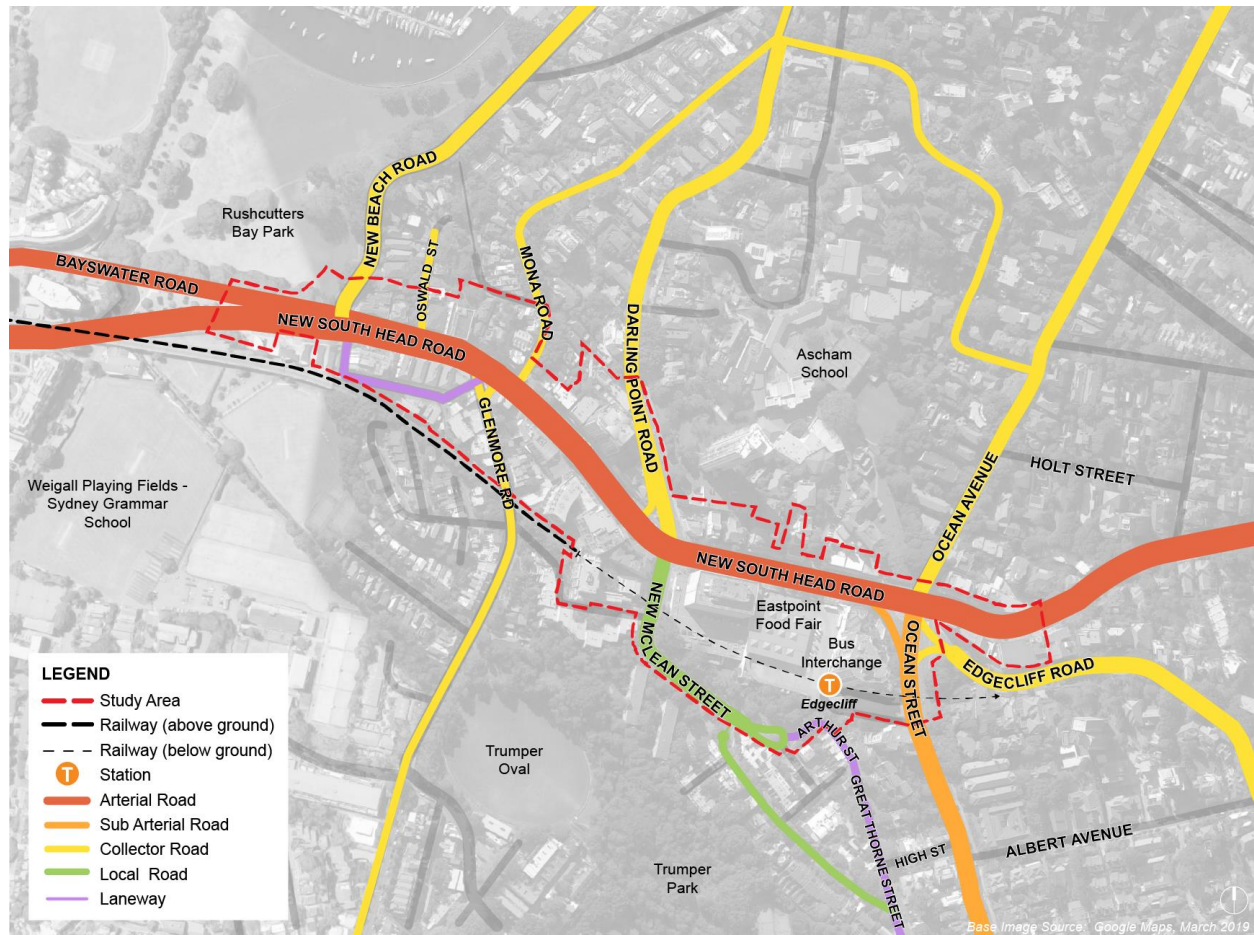 Rushcutters
Bay Park
NEW BEACH ROAD
OSWALD ST
MONA ROAD
BAYSWATER ROAD
NEW SOUTH HEAD ROAD
DARLING POINT ROAD
Ascham
School
GLENMORE RD
HOLT STREET
OCEAN AVENUE
Weigall Playing Fields -
Sydney Grammar
School
NEW SOUTH HEAD ROAD
Eastpoint
Food Fair
NEW MCLEAN STREET
Bus
Interchange
T
Edgecliff
OCEAN STREET
EDGECLIFF ROAD
ARTHUR ST
Trumper
Oval
GREAT THORNE STREET
HIGH ST
ALBERT AVENUE
Trumper
Park
LEGEND
Study Area
Railway (above ground)
Railway (below ground)
T
Station
Arterial Road
Sub Arterial Road
Collector Road
Local Road
Laneway
Base Image Source: Google Maps, March 2019